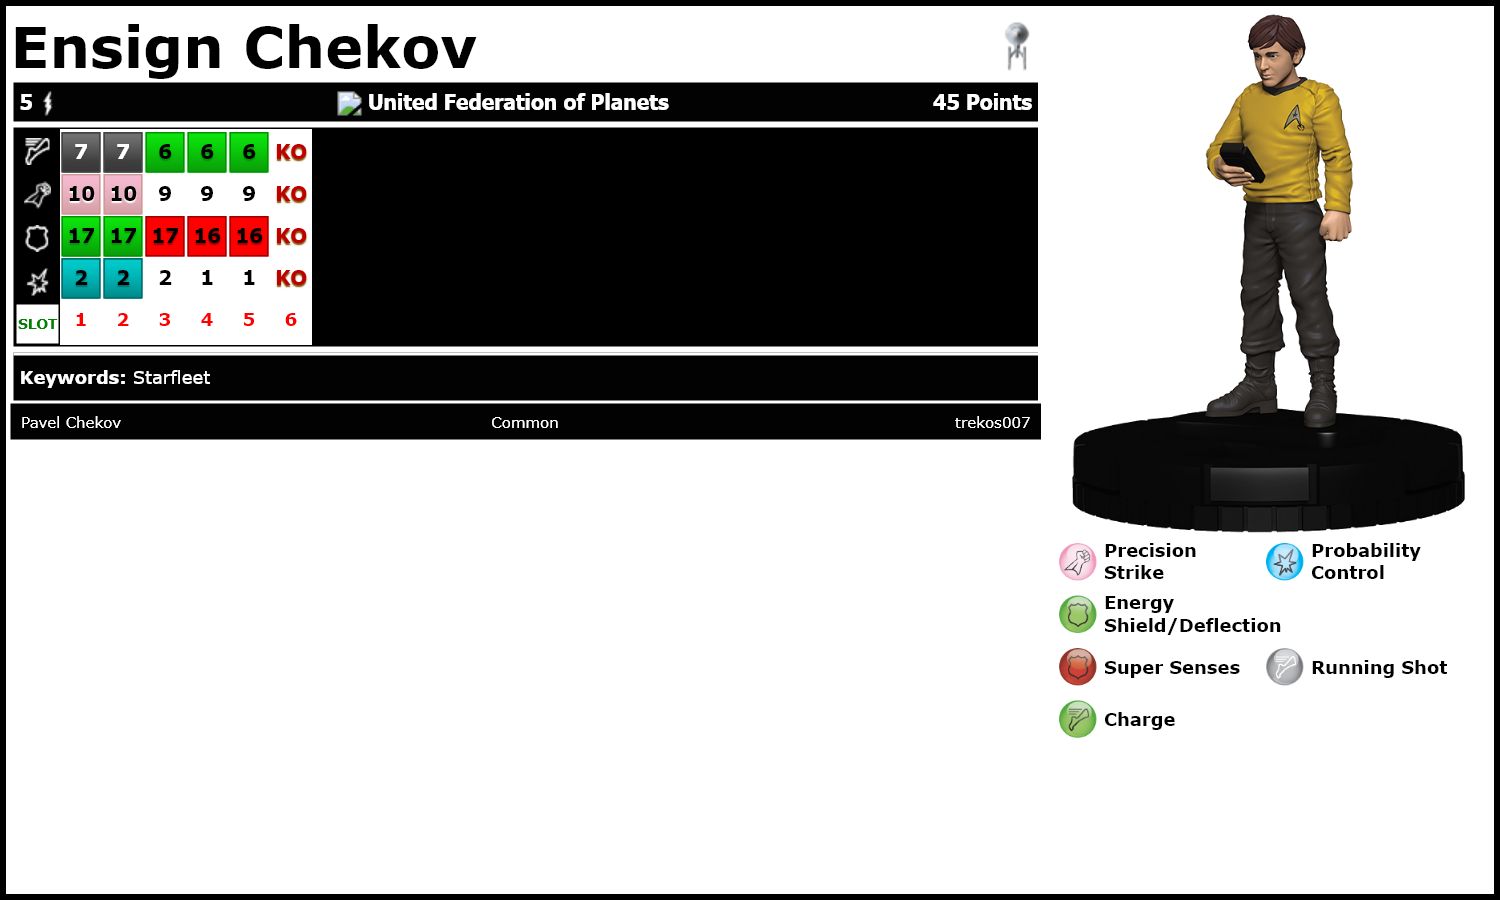 Ensign Chekov
5 United Federation of Planets 45 Points
7 7 6 6 6 KO
10 10 9 9 9 KO
17 17 17 16 16 KO
2 2 2 1 1 KO
SLOT 1 2 3 4 5 6
Keywords: Starfleet
Pavel Chekov Common trekos007
Precision
Strike
Probability
Control
Energy
Shield/Deflection
Super Senses
Running Shot
Charge